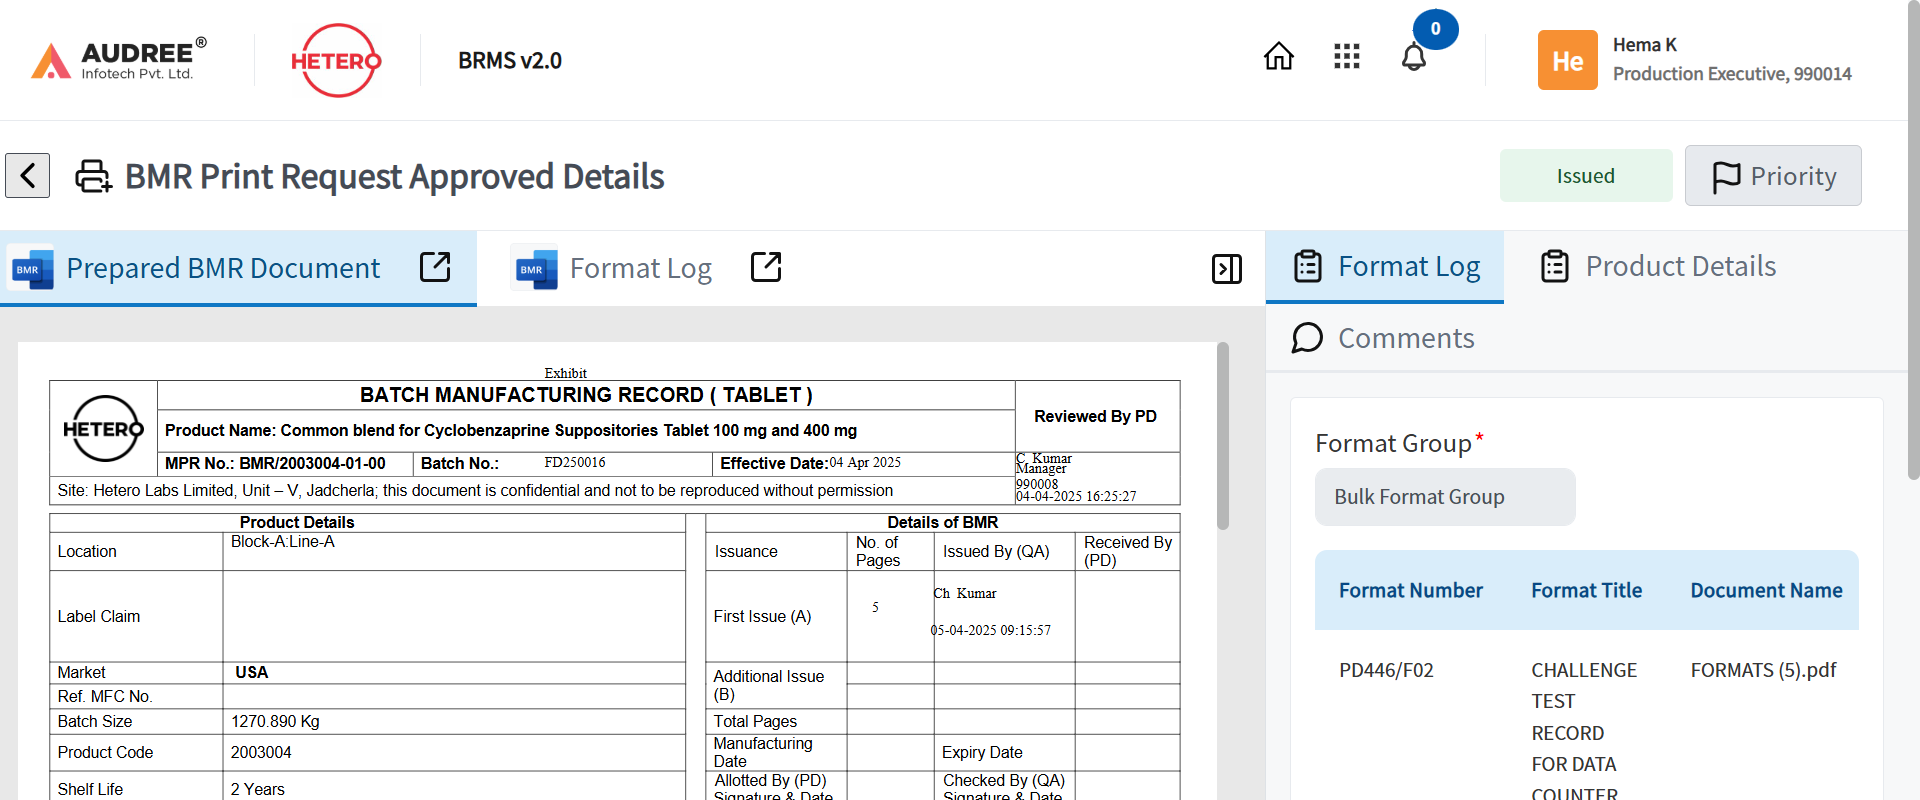 AUDREE®
Infotech Pvt. Ltd.
HETERO
BRMS v2.0
0
He
Hema K
Production Executive, 990014
BMR Print Request Approved Details
Issued
Priority
BMR Prepared BMR Document
BMR Format Log
Format Log
Product Details
Comments
Exhibit
HETERO
BATCH MANUFACTURING RECORD ( TABLET )
Reviewed By PD
Product Name: Common blend for Cyclobenzaprine Suppositories Tablet 100 mg and 400 mg
MPR No.: BMR/2003004-01-00
Batch No.: FD250016
Effective Date:04 Apr 2025
C. Kumar
Manager
990008
04-04-2025 16:25:27
Site: Hetero Labs Limited, Unit – V, Jadcherla; this document is confidential and not to be reproduced without permission
Product Details
Location Block-A:Line-A
Label Claim
Market USA
Ref. MFC No.
Batch Size 1270.890 Kg
Product Code 2003004
Shelf Life 2 Years
Details of BMR
Issuance
No. of
Pages
Issued By (QA)
Received By
(PD)
First Issue (A)
5
Ch Kumar
05-04-2025 09:15:57
Additional Issue
(B)
Total Pages
Manufacturing
Date
Expiry Date
Allotted By (PD)
Signature & Date
Checked By (QA)
Signature & Date
Format Group*
Bulk Format Group
Format Number Format Title Document Name
PD446/F02
CHALLENGE
TEST
RECORD
FOR DATA
COUNTER
FORMATS (5).pdf